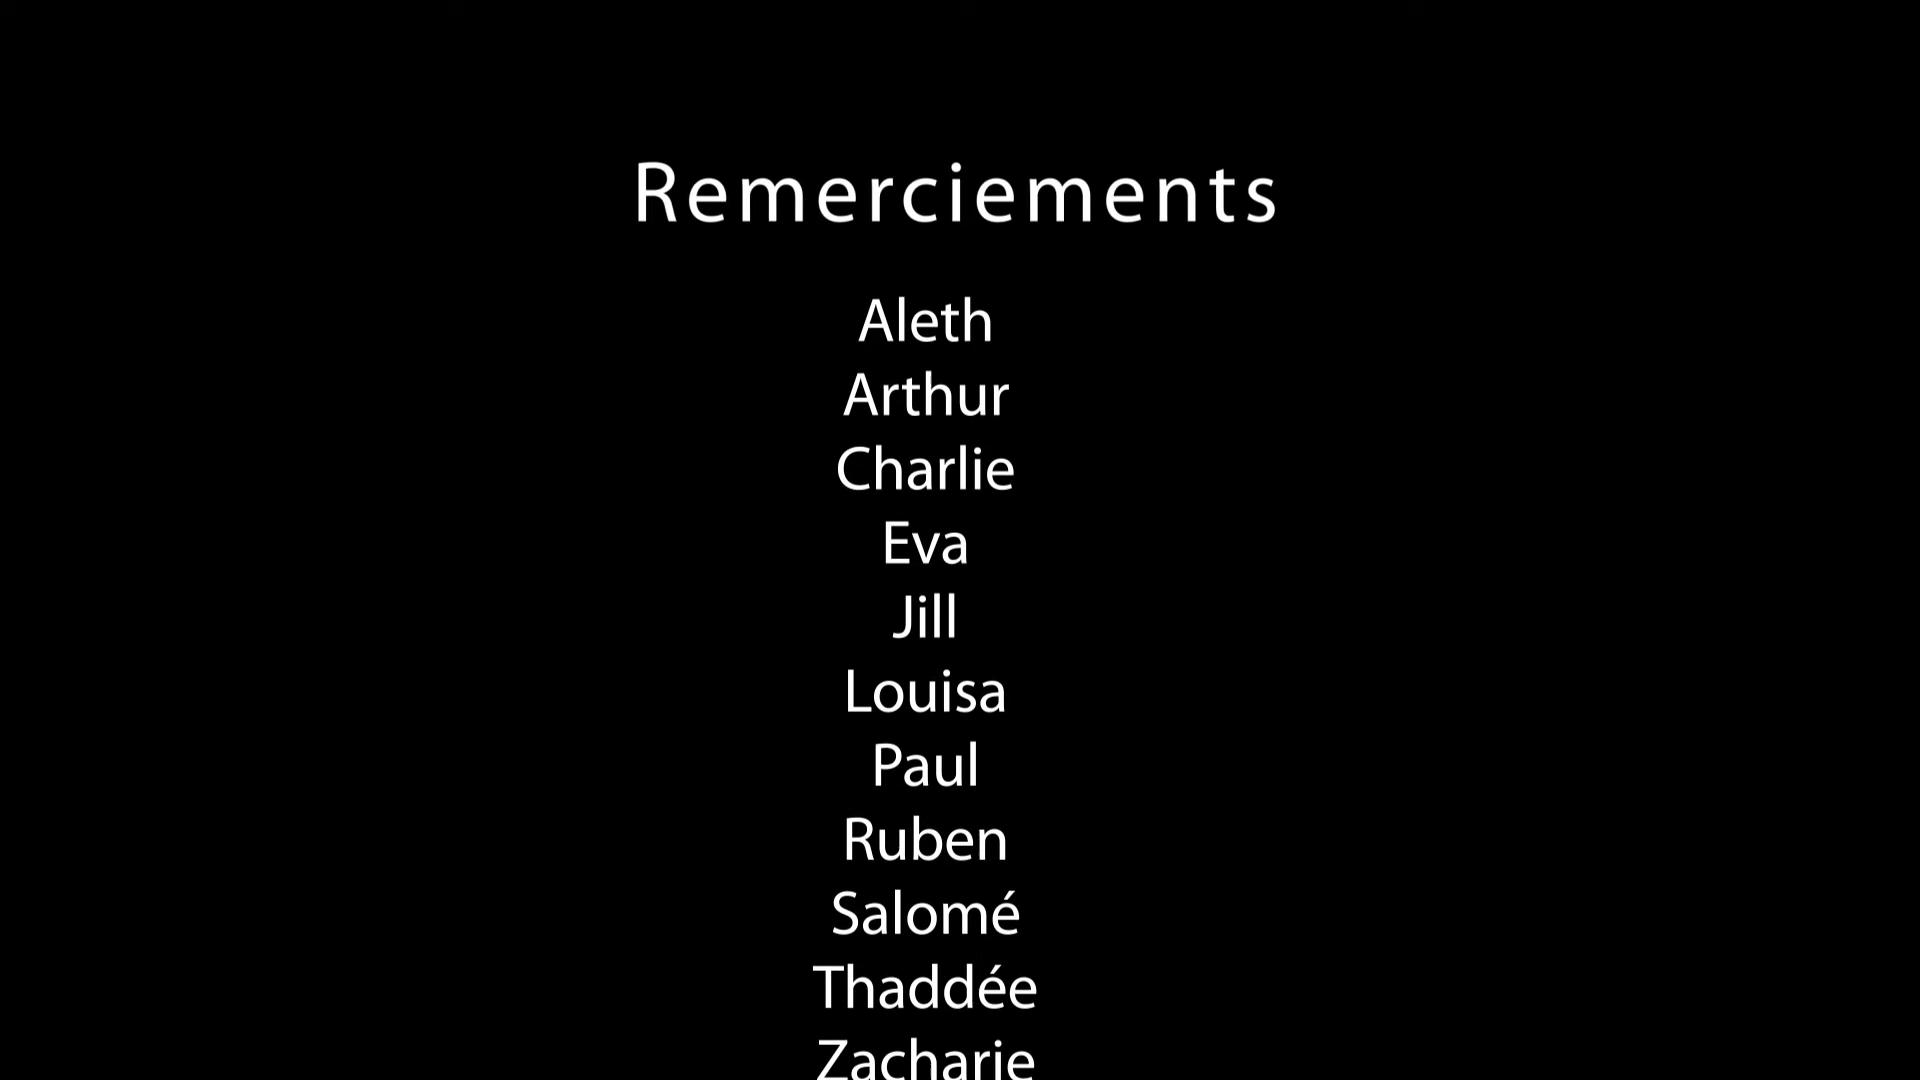 Remerciements
Aleth
Arthur
Charlie
Eva
Jill
Louisa
Paul
Ruben
Salomé
Thaddée
Zacharie